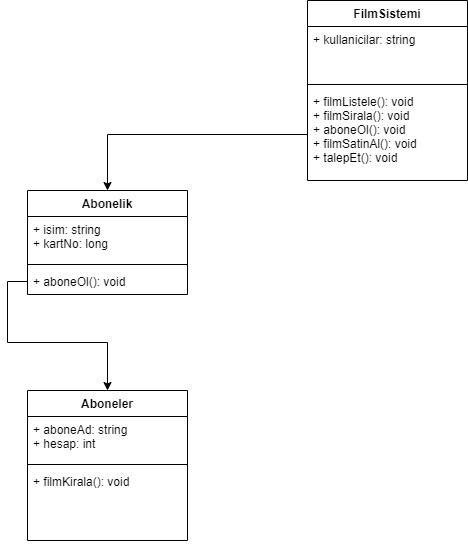 FilmSistemi
+ kullanicilar: string
+ filmListele(): void
+ filmSirala(): void
+ aboneOl(): void
+ filmSatinAl(): void
+ talepEt(): void
Abonelik
+ isim: string
+ kartNo: long
+ aboneOl(): void
Aboneler
+ aboneAd: string
+ hesap: int
+ filmKirala(): void